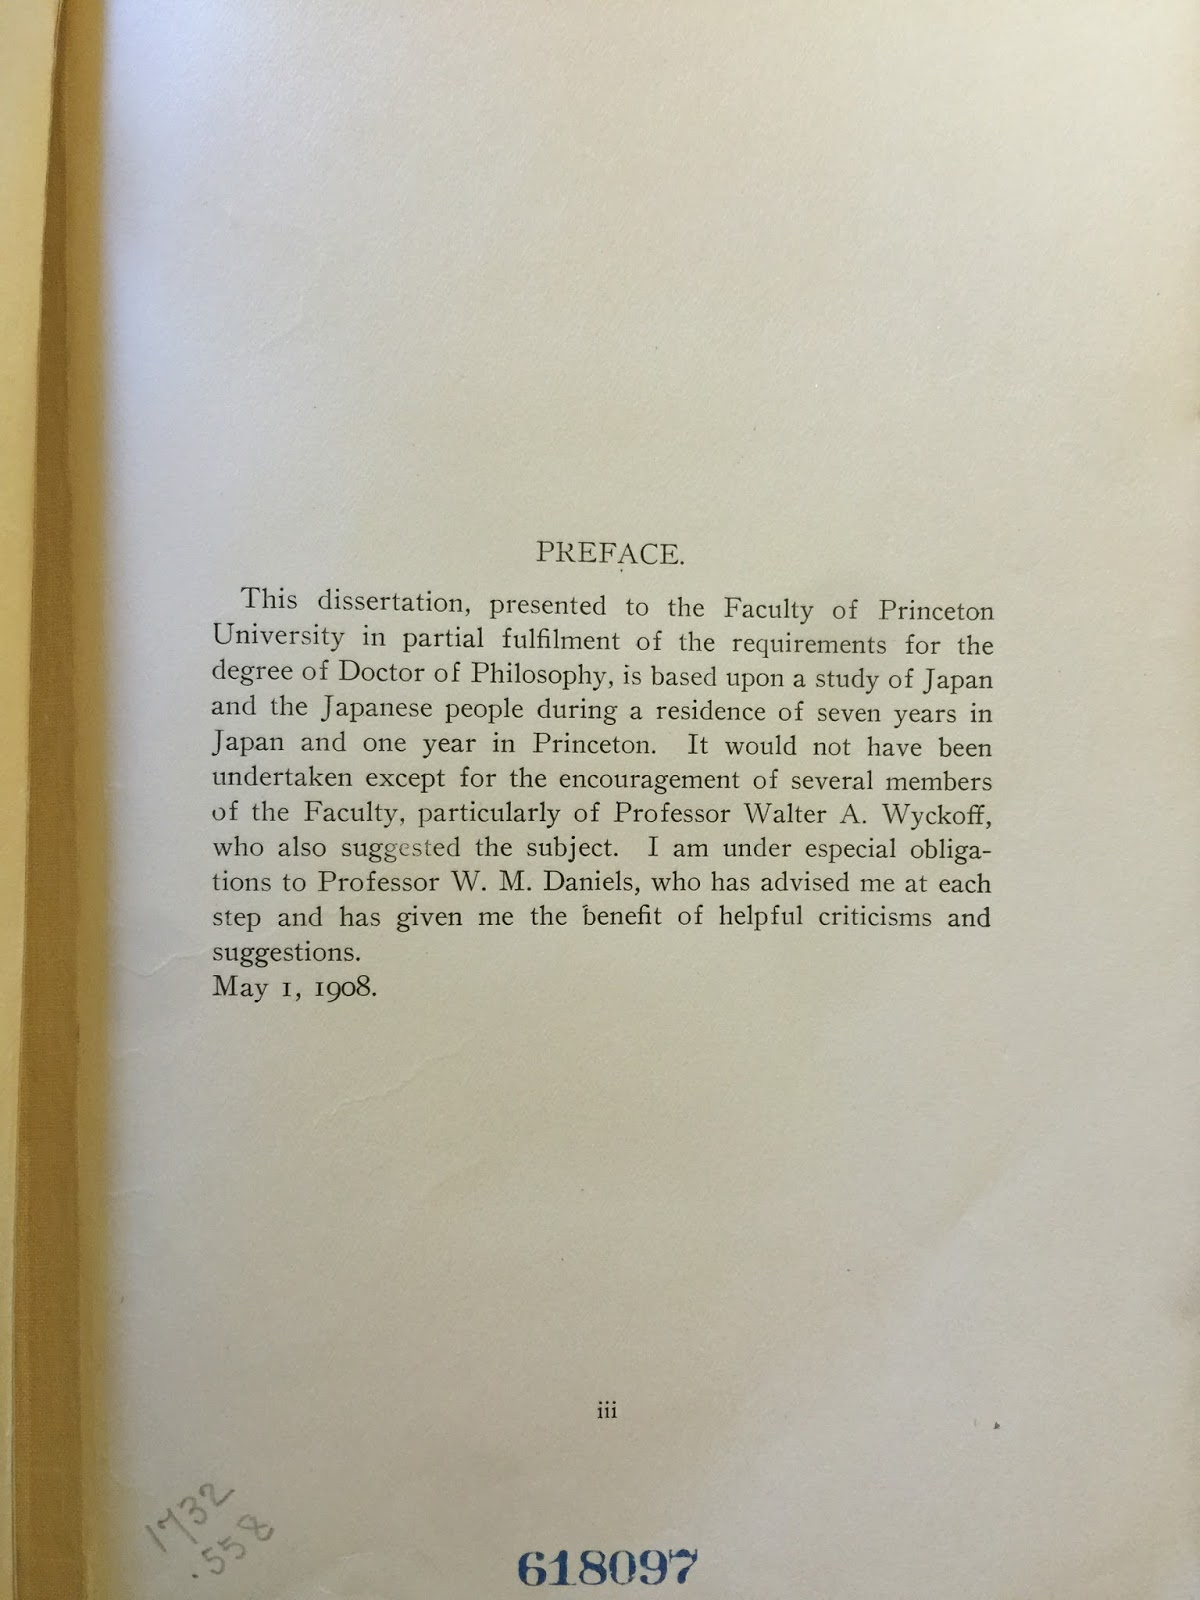 PREFACE.
This dissertation, presented to the Faculty of Princeton
University in partial fulfilment of the requirements for the
degree of Doctor of Philosophy, is based upon a study of Japan
and the Japanese people during a residence of seven years in
Japan and one year in Princeton. It would not have been
undertaken except for the encouragement of several members
of the Faculty, particularly of Professor Walter A. Wyckoff,
who also suggested the subject. I am under especial obliga-
tions to Professor W. M. Daniels, who has advised me at each
step and has given me the benefit of helpful criticisms and
suggestions.
May 1, 1908.
iii
1732
.558
618097